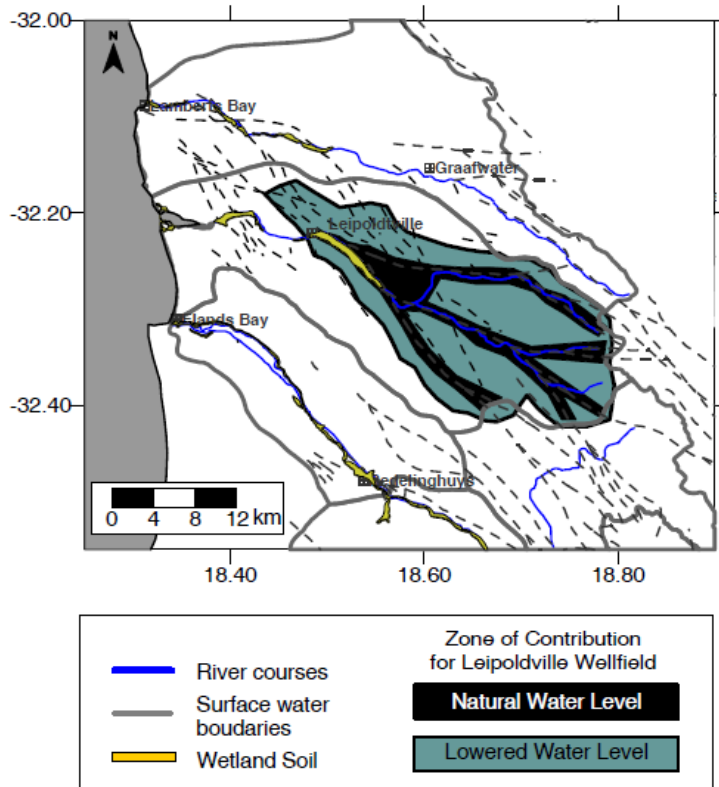 -32.00
N
Lamberts Bay
Graafwater
-32.20
Leipoldtville
Elands Bay
-32.40
Redelinghuys
0 4 8 12 km
18.40 18.60 18.80
Zone of Contribution
for Leipoldville Wellfield
River courses
Natural Water Level
Surface water
boudaries
Lowered Water Level
Wetland Soil